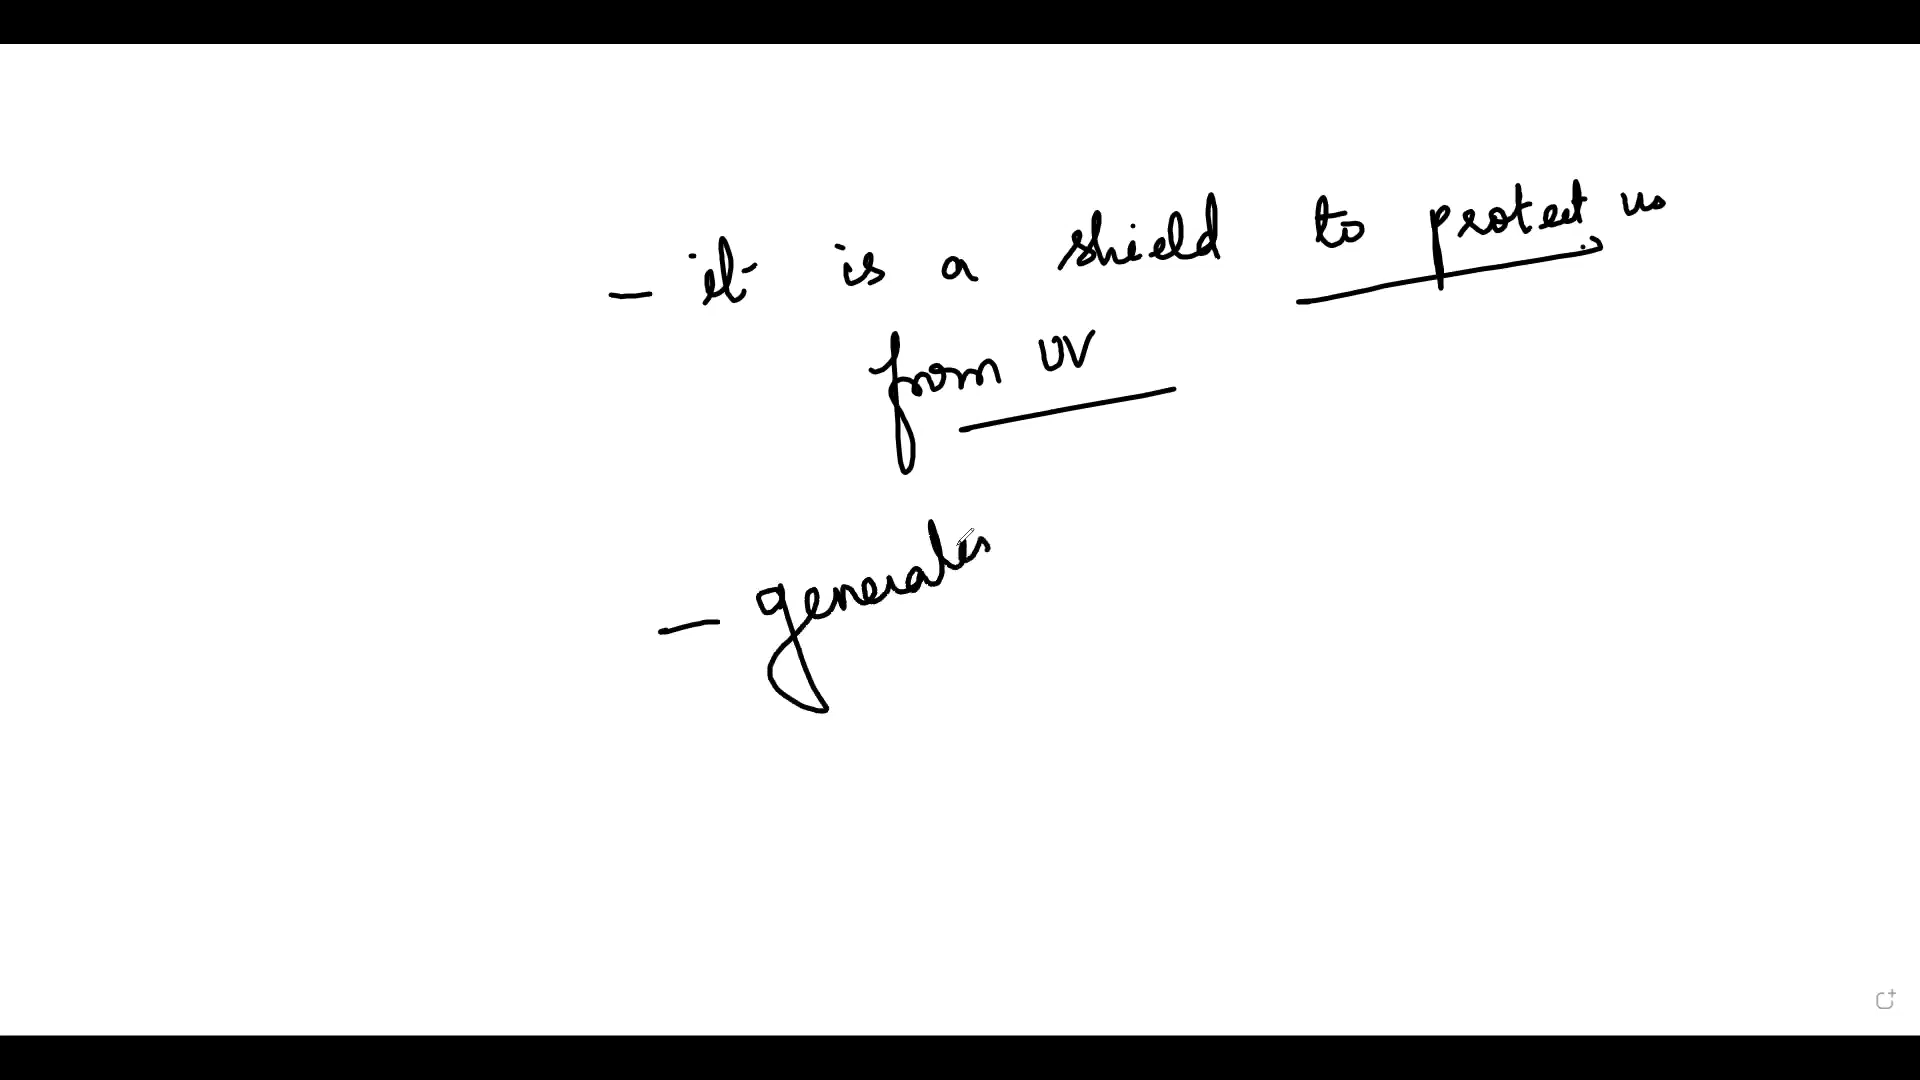 - it is a shield to protect us
from UV
- generates